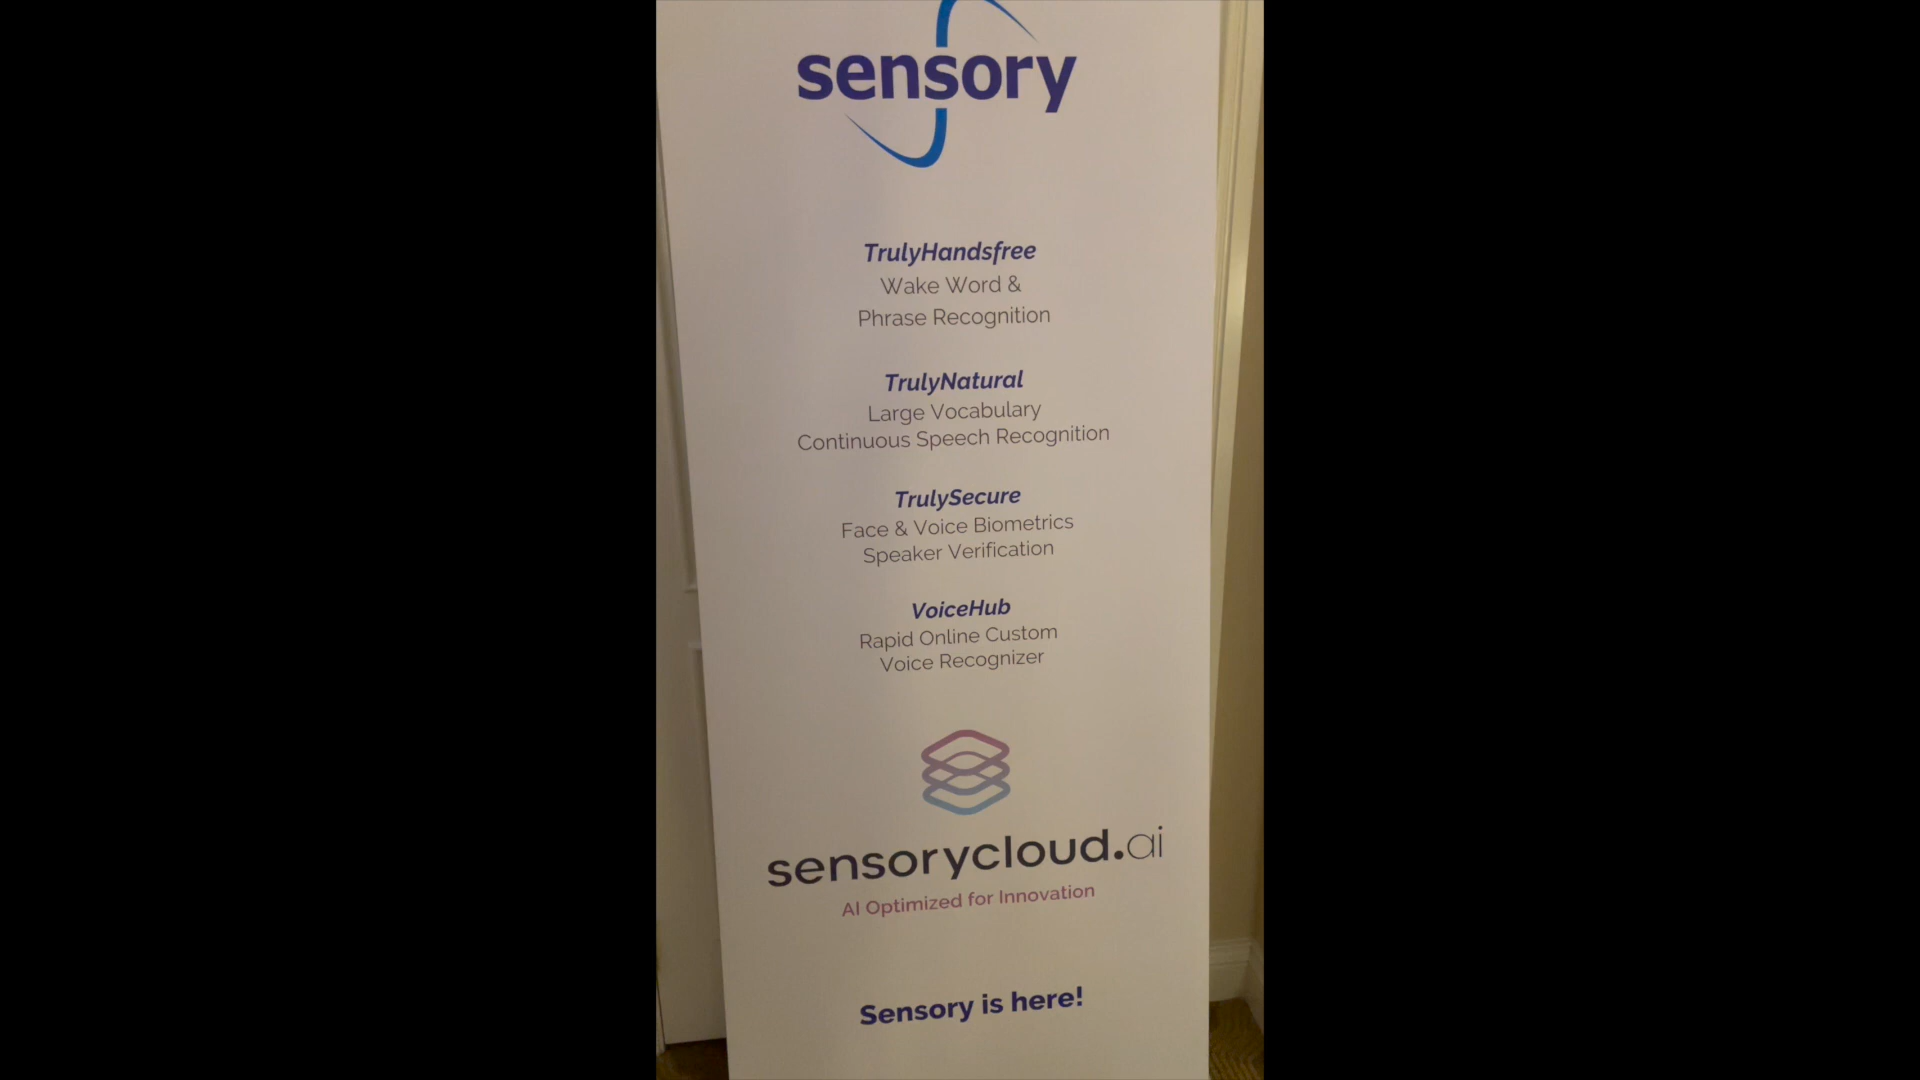 sensory
TrulyHandsfree
Wake Word &
Phrase Recognition
TrulyNatural
Large Vocabulary
Continuous Speech Recognition
TrulySecure
Face & Voice Biometrics
Speaker Verification
VoiceHub
Rapid Online Custom
Voice Recognizer
sensorycloud.ai
AI Optimized for Innovation
Sensory is here!